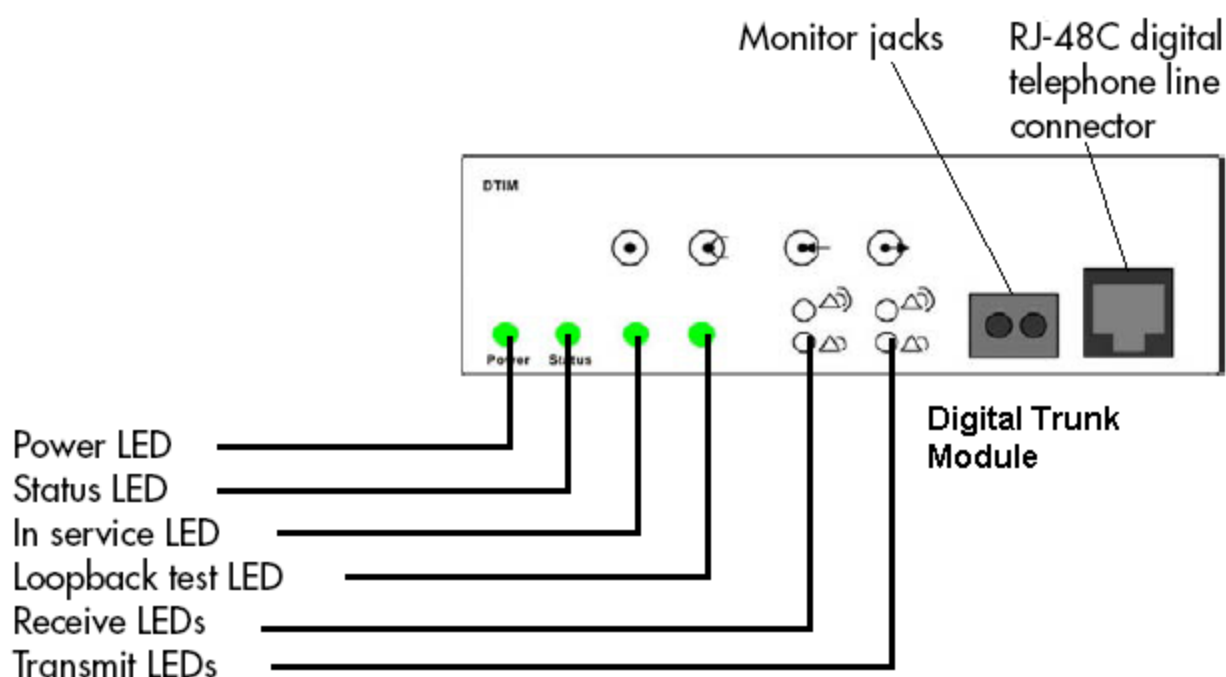 Monitor jacks
RJ-48C digital
telephone line
connector
DTIM
Power Status
Digital Trunk
Module
Power LED
Status LED
In service LED
Loopback test LED
Receive LEDs
Transmit LEDs